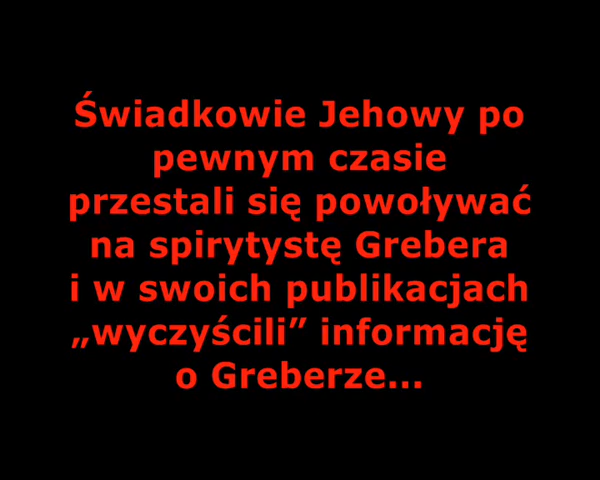 Świadkowie Jehowy po
pewnym czasie
przestali się powoływać
na spirytystę Grebera
i w swoich publikacjach
„wyczyścili” informację
o Greberze...